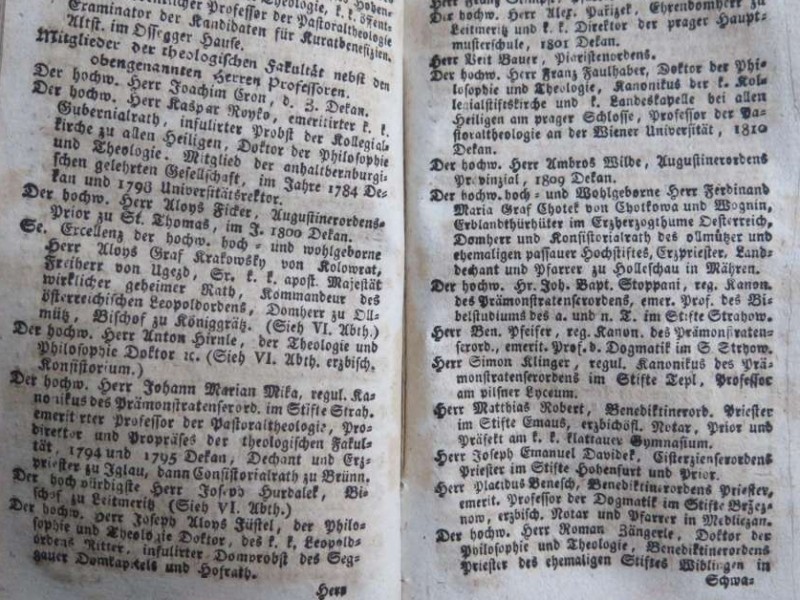 Theologie, k. k. öffent-
licher Professor der Pastoraltheologie
Examinator der Kandidaten für Kuratbenefizien.
Altst. im Ossegger Hause.
Mitglieder der theologischen Fakultät nebst den
obengenannten Herren Professoren.
Der hochw. Herr Joachim Cron, d. Z. Dekan.
Der hochw. Herr Kaspar Royko, emeritirter k. k.
Gubernialrath, infulirter Probst der Kollegial-
kirche zu allen Heiligen, Doktor der Philosophie
und Theologie. Mitglied der anhaltbernburgi-
schen gelehrten Gesellschaft, im Jahre 1784 De-
kan und 1798 Universitätsrektor.
Der hochw. Herr Aloys Ficker, Augustinerordens-
Prior zu St. Thomas, im J. 1800 Dekan.
Se. Excellenz der hochw. hoch- und wohlgeborne
Herr Aloys Graf Krakowsky von Kolowrat,
Freiherr von Ugezd, Sr. k. k. apost. Majestät
wirklicher geheimer Rath, Kommandeur des
österreichischen Leopoldordens, Domherr zu Oll-
mütz, Bischof zu Königgrätz. (Sieh VI. Abth.)
Der hochw. Herr Anton Hirnle, der Theologie und
Philosophie Doktor ꝛc. (Sieh VI. Abth. erzbisch.
Konsistorium.)
Der hochw. Herr Johann Marian Mika, regul. Ka-
nonikus des Prämonstratenserord. im Stifte Strah.
emeritirter Professor der Pastoraltheologie, Pro-
direktor und Propräses der theologischen Fakul-
tät, 1794 und 1795 Dekan, Dechant und Erz-
priester zu Iglau, dann Consistorialrath zu Brünn.
Der hochwürdigste Herr Joseph Hurdalek, Bi-
schof zu Leitmeritz (Sieh VI. Abth.)
Der hochw. Herr Joseph Aloys Jüstel, der Philo-
sophie und Theologie Doktor, des k. k. Leopold-
ordens Ritter, infulirter Domprobst des Seg-
gauer Domkapitels und Hofrath.
Herr
Der hochw. Herr Alex. Parizek, Ehrendomherr zu
Leitmeritz und k. k. Direktor der prager Haupt-
musterschule, 1801 Dekan.
Herr Veit Bauer, Piaristenordens.
Der hochw. Herr Franz Faulhaber, Doktor der Phi-
losophie und Theologie, Kanonikus der k. Kol-
legialstiftskirche und k. Landeskapelle bei allen
Heiligen am prager Schlosse, Professor der Pa-
storaltheologie an der Wiener Universität, 1810
Dekan.
Der hochw. Herr Ambros Wilde, Augustinerordens
Provinzial, 1809 Dekan.
Der hochw. hoch- und Wohlgeborne Herr Ferdinand
Maria Graf Chotek von Chotkowa und Wognin,
Erblandthürhüter im Erzherzogthume Oesterreich,
Domherr und Konsistorialrath des ollmützer und
ehemaligen passauer Hochstiftes, Erzpriester, Land-
dechant und Pfarrer zu Holleschau in Mähren.
Der hochw. Hr. Joh. Bapt. Stoppani, reg. Kanon.
des Prämonstratenserordens, emer. Prof. des Bi-
belstudiums des a. und n. T. im Stifte Strahow.
Herr Ben. Pfeifer, reg. Kanon. des Prämonstraten-
serord., emerit. Prof. d. Dogmatik im S. Strhow.
Herr Simon Klinger, regul. Kanonikus des Prä-
monstratenserordens im Stifte Tepl, Professor
am pilsner Lyceum.
Herr Matthias Robert, Benediktinerord. Priester
im Stifte Emaus, erzbischöfl. Notar, Prior und
Präfekt am k. k. klattauer Gymnasium.
Herr Joseph Emanuel Davidek, Cisterzienserordens
Priester im Stifte Hohenfurt und Prior.
Herr Placidus Benesch, Benediktinerordens Priester,
emerit. Professor der Dogmatik im Stifte Brzez-
now, erzbisch. Notar und Pfarrer in Medliezan.
Der hochw. Herr Roman Zängerle, Doktor der
Philosophie und Theologie, Benediktinerordens
Priester des ehemaligen Stiftes Wiblingen in
Schwa-